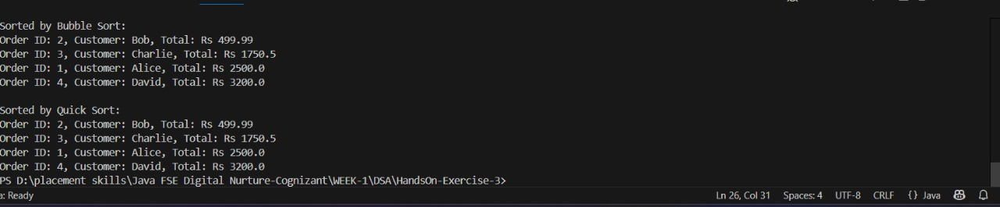 Sorted by Bubble Sort:
Order ID: 2, Customer: Bob, Total: Rs 499.99
Order ID: 3, Customer: Charlie, Total: Rs 1750.5
Order ID: 1, Customer: Alice, Total: Rs 2500.0
Order ID: 4, Customer: David, Total: Rs 3200.0
Sorted by Quick Sort:
Order ID: 2, Customer: Bob, Total: Rs 499.99
Order ID: 3, Customer: Charlie, Total: Rs 1750.5
Order ID: 1, Customer: Alice, Total: Rs 2500.0
Order ID: 4, Customer: David, Total: Rs 3200.0
PS D:\placement skills\Java FSE Digital Nurture-Cognizant\WEEK-1\DSA\HandsOn-Exercise-3>
a: Ready Ln 26, Col 31 Spaces: 4 UTF-8 CRLF {} Java